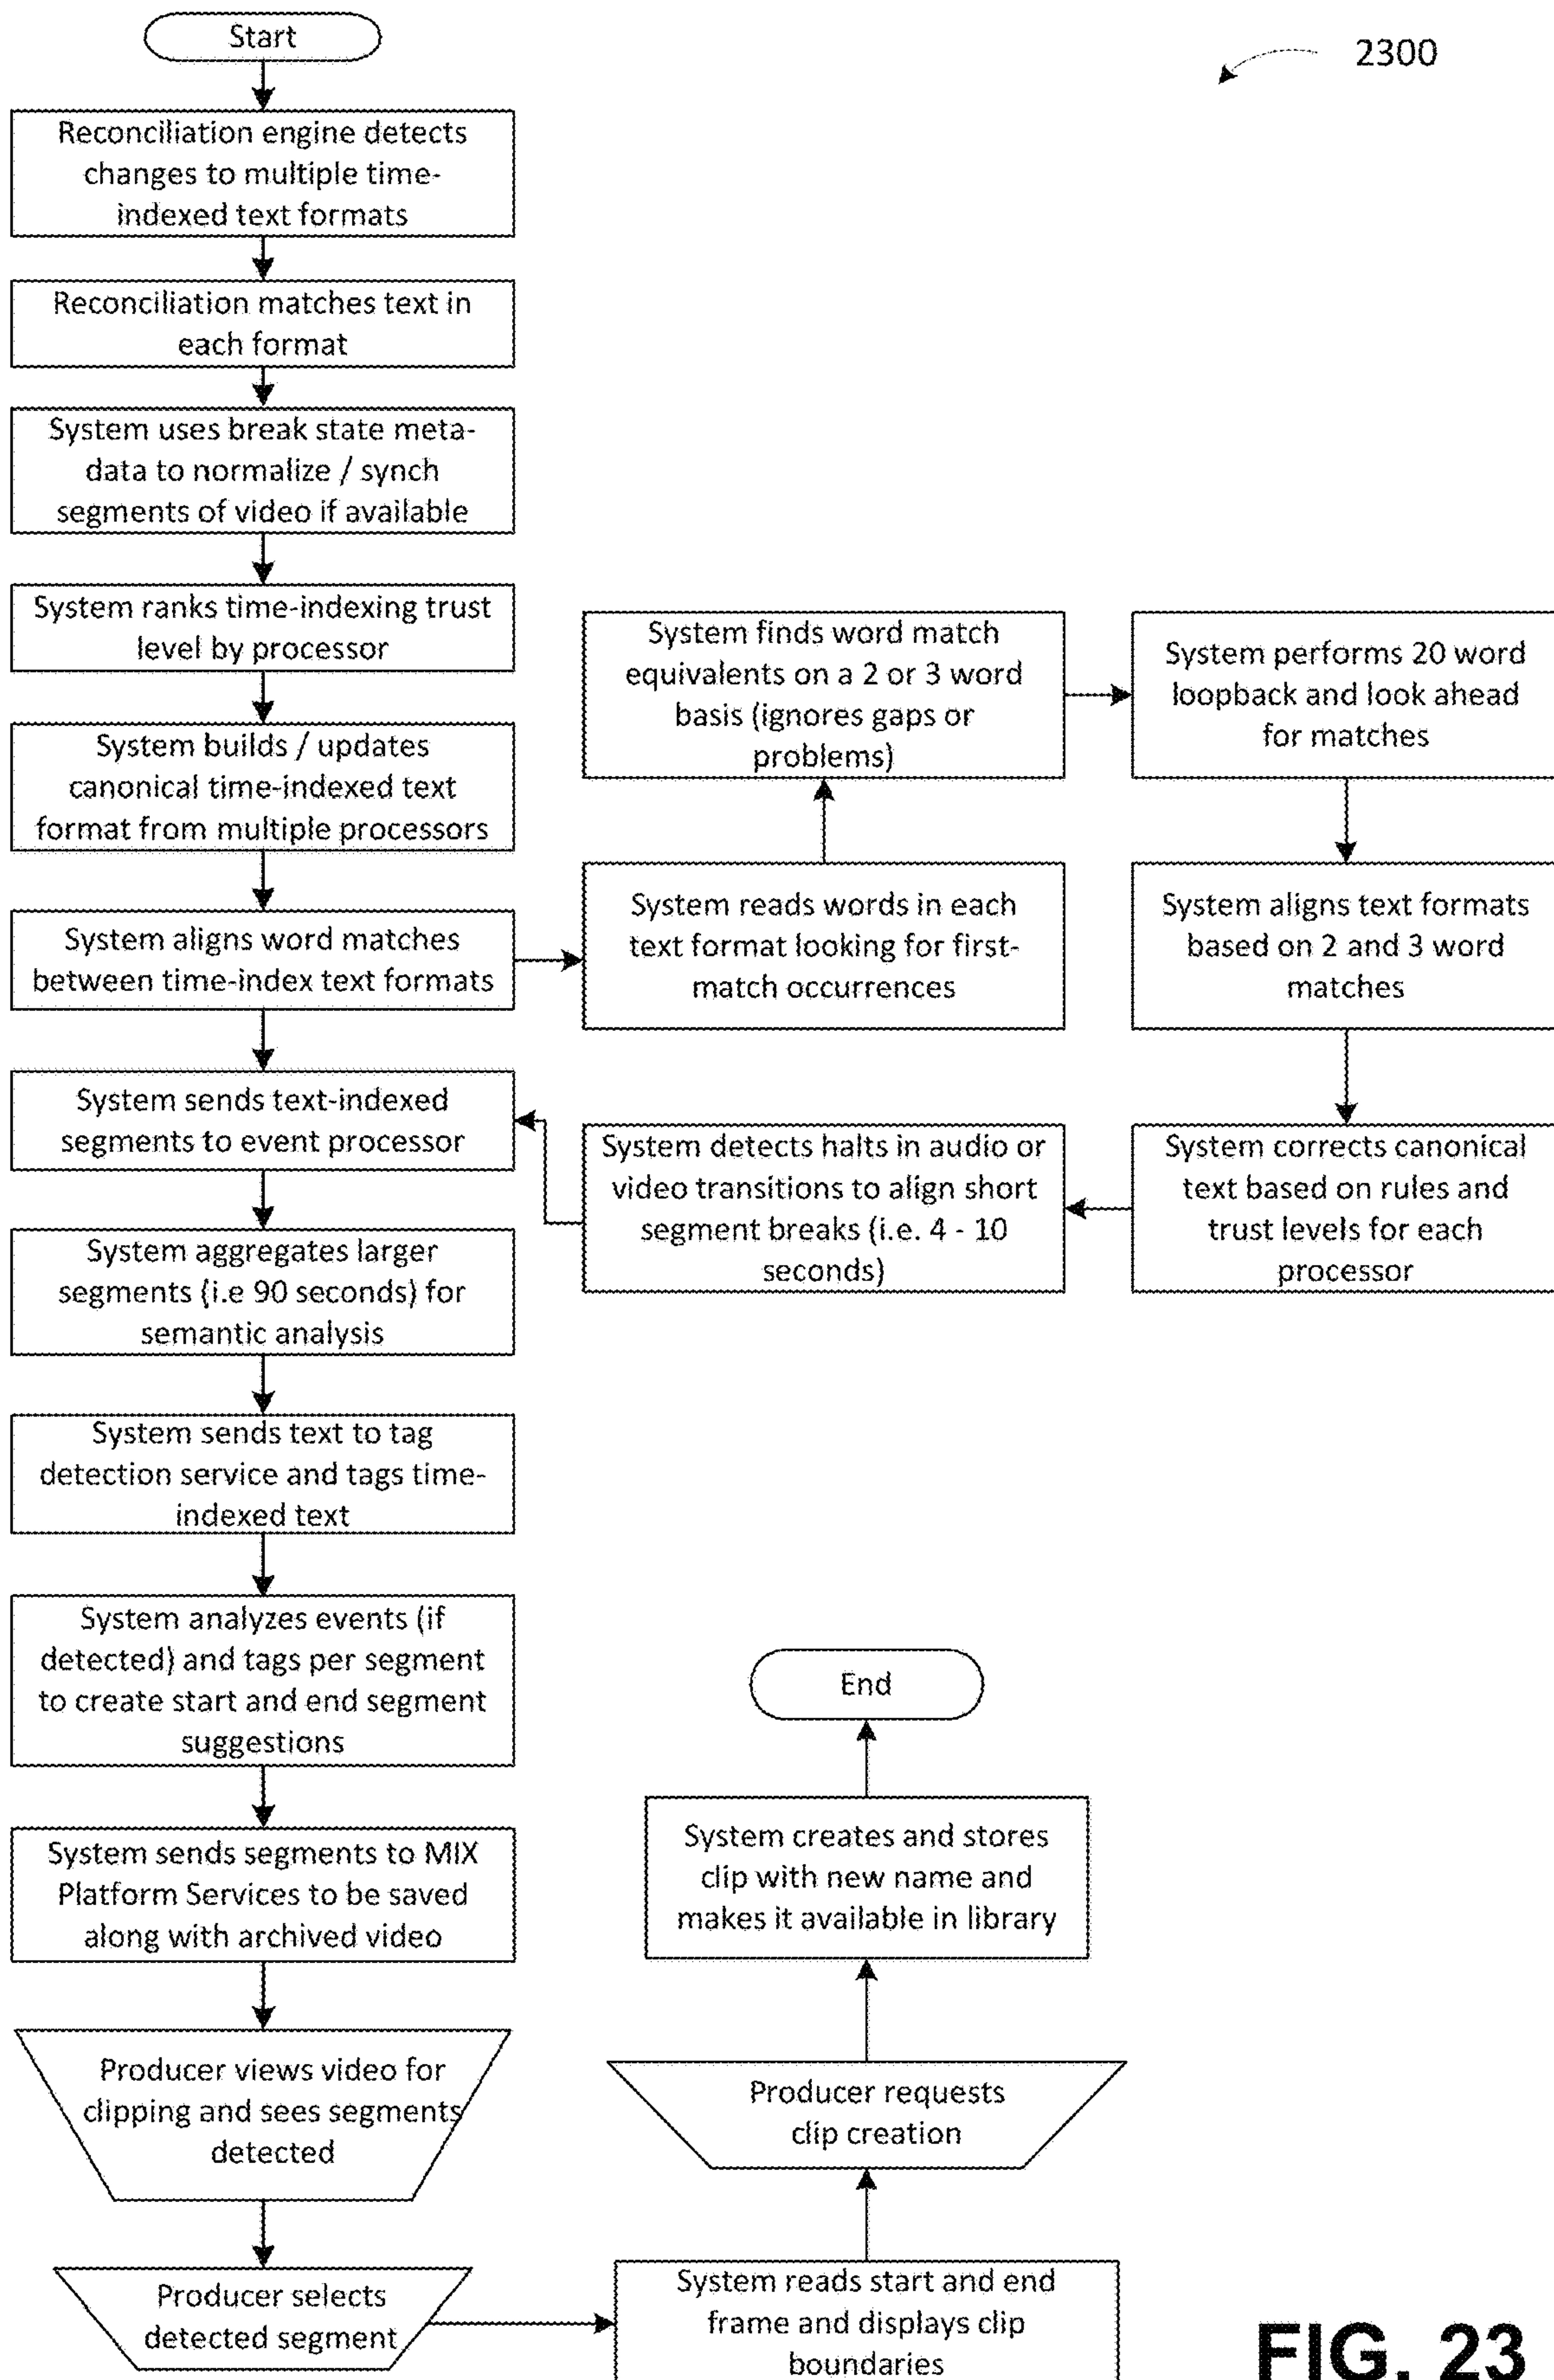 Start
2300
Reconciliation engine detects
changes to multiple time-
indexed text formats
Reconciliation matches text in
each format
System uses break state meta-
data to normalize / synch
segments of video if available
System ranks time-indexing trust
level by processor
System builds / updates
canonical time-indexed text
format from multiple processors
System aligns word matches
between time-index text formats
System reads words in each
text format looking for first-
match occurrences
System finds word match
equivalents on a 2 or 3 word
basis (ignores gaps or
problems)
System performs 20 word
loopback and look ahead
for matches
System aligns text formats
based on 2 and 3 word
matches
System corrects canonical
text based on rules and
trust levels for each
processor
System detects halts in audio or
video transitions to align short
segment breaks (i.e. 4 - 10
seconds)
System sends text-indexed
segments to event processor
System aggregates larger
segments (i.e 90 seconds) for
semantic analysis
System sends text to tag
detection service and tags time-
indexed text
System analyzes events (if
detected) and tags per segment
to create start and end segment
suggestions
System sends segments to MIX
Platform Services to be saved
along with archived video
Producer views video for
clipping and sees segments
detected
Producer selects
detected segment
System reads start and end
frame and displays clip
boundaries
Producer requests
clip creation
System creates and stores
clip with new name and
makes it available in library
End
FIG. 23